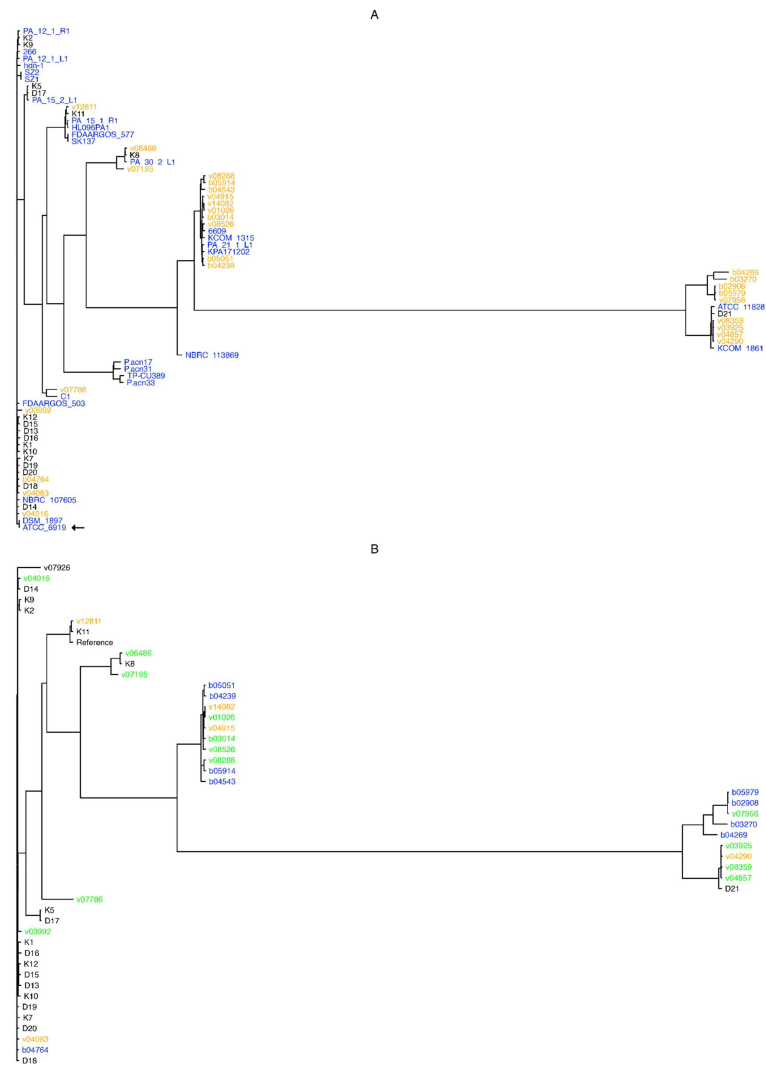 A
PA_12_1_R1
K2
K9
266
PA_12_1_L1
hdn-1
SZ2
SZ1
K5
D17
PA_15_2_L1
v12811
K11
PA_15_1_R1
HL096PA1
FDAARGOS_577
SK137
v06486
K8
PA_30_2_L1
v07195
v08288
b05914
b04543
v04915
v14082
v01026
b03014
v08526
6609
KCOM_1315
PA_21_1_L1
KPA171202
b05051
b04239
b04269
b03270
b02908
b05979
v07956
ATCC_11828
D21
v08359
v03925
v04857
v04290
KCOM_1861
NBRC_113869
P.acn17
P.acn31
TP-CU389
P.acn33
v07786
C1
FDAARGOS_503
v03992
K12
D15
D13
D16
K1
K10
K7
D19
D20
b04764
D18
v04083
NBRC_107605
D14
v04016
DSM_1897
ATCC_6919
B
v07926
v04016
D14
K9
K2
v12811
K11
Reference
v06486
K8
v07195
b05051
b04239
v14082
v01026
v04915
b03014
v08526
v08288
b05914
b04543
b05979
b02908
v07956
b03270
b04269
v03925
v04290
v08359
v04857
D21
v07786
K5
D17
v03992
K1
D16
K12
D15
D13
K10
D19
K7
D20
v04083
b04764
D18